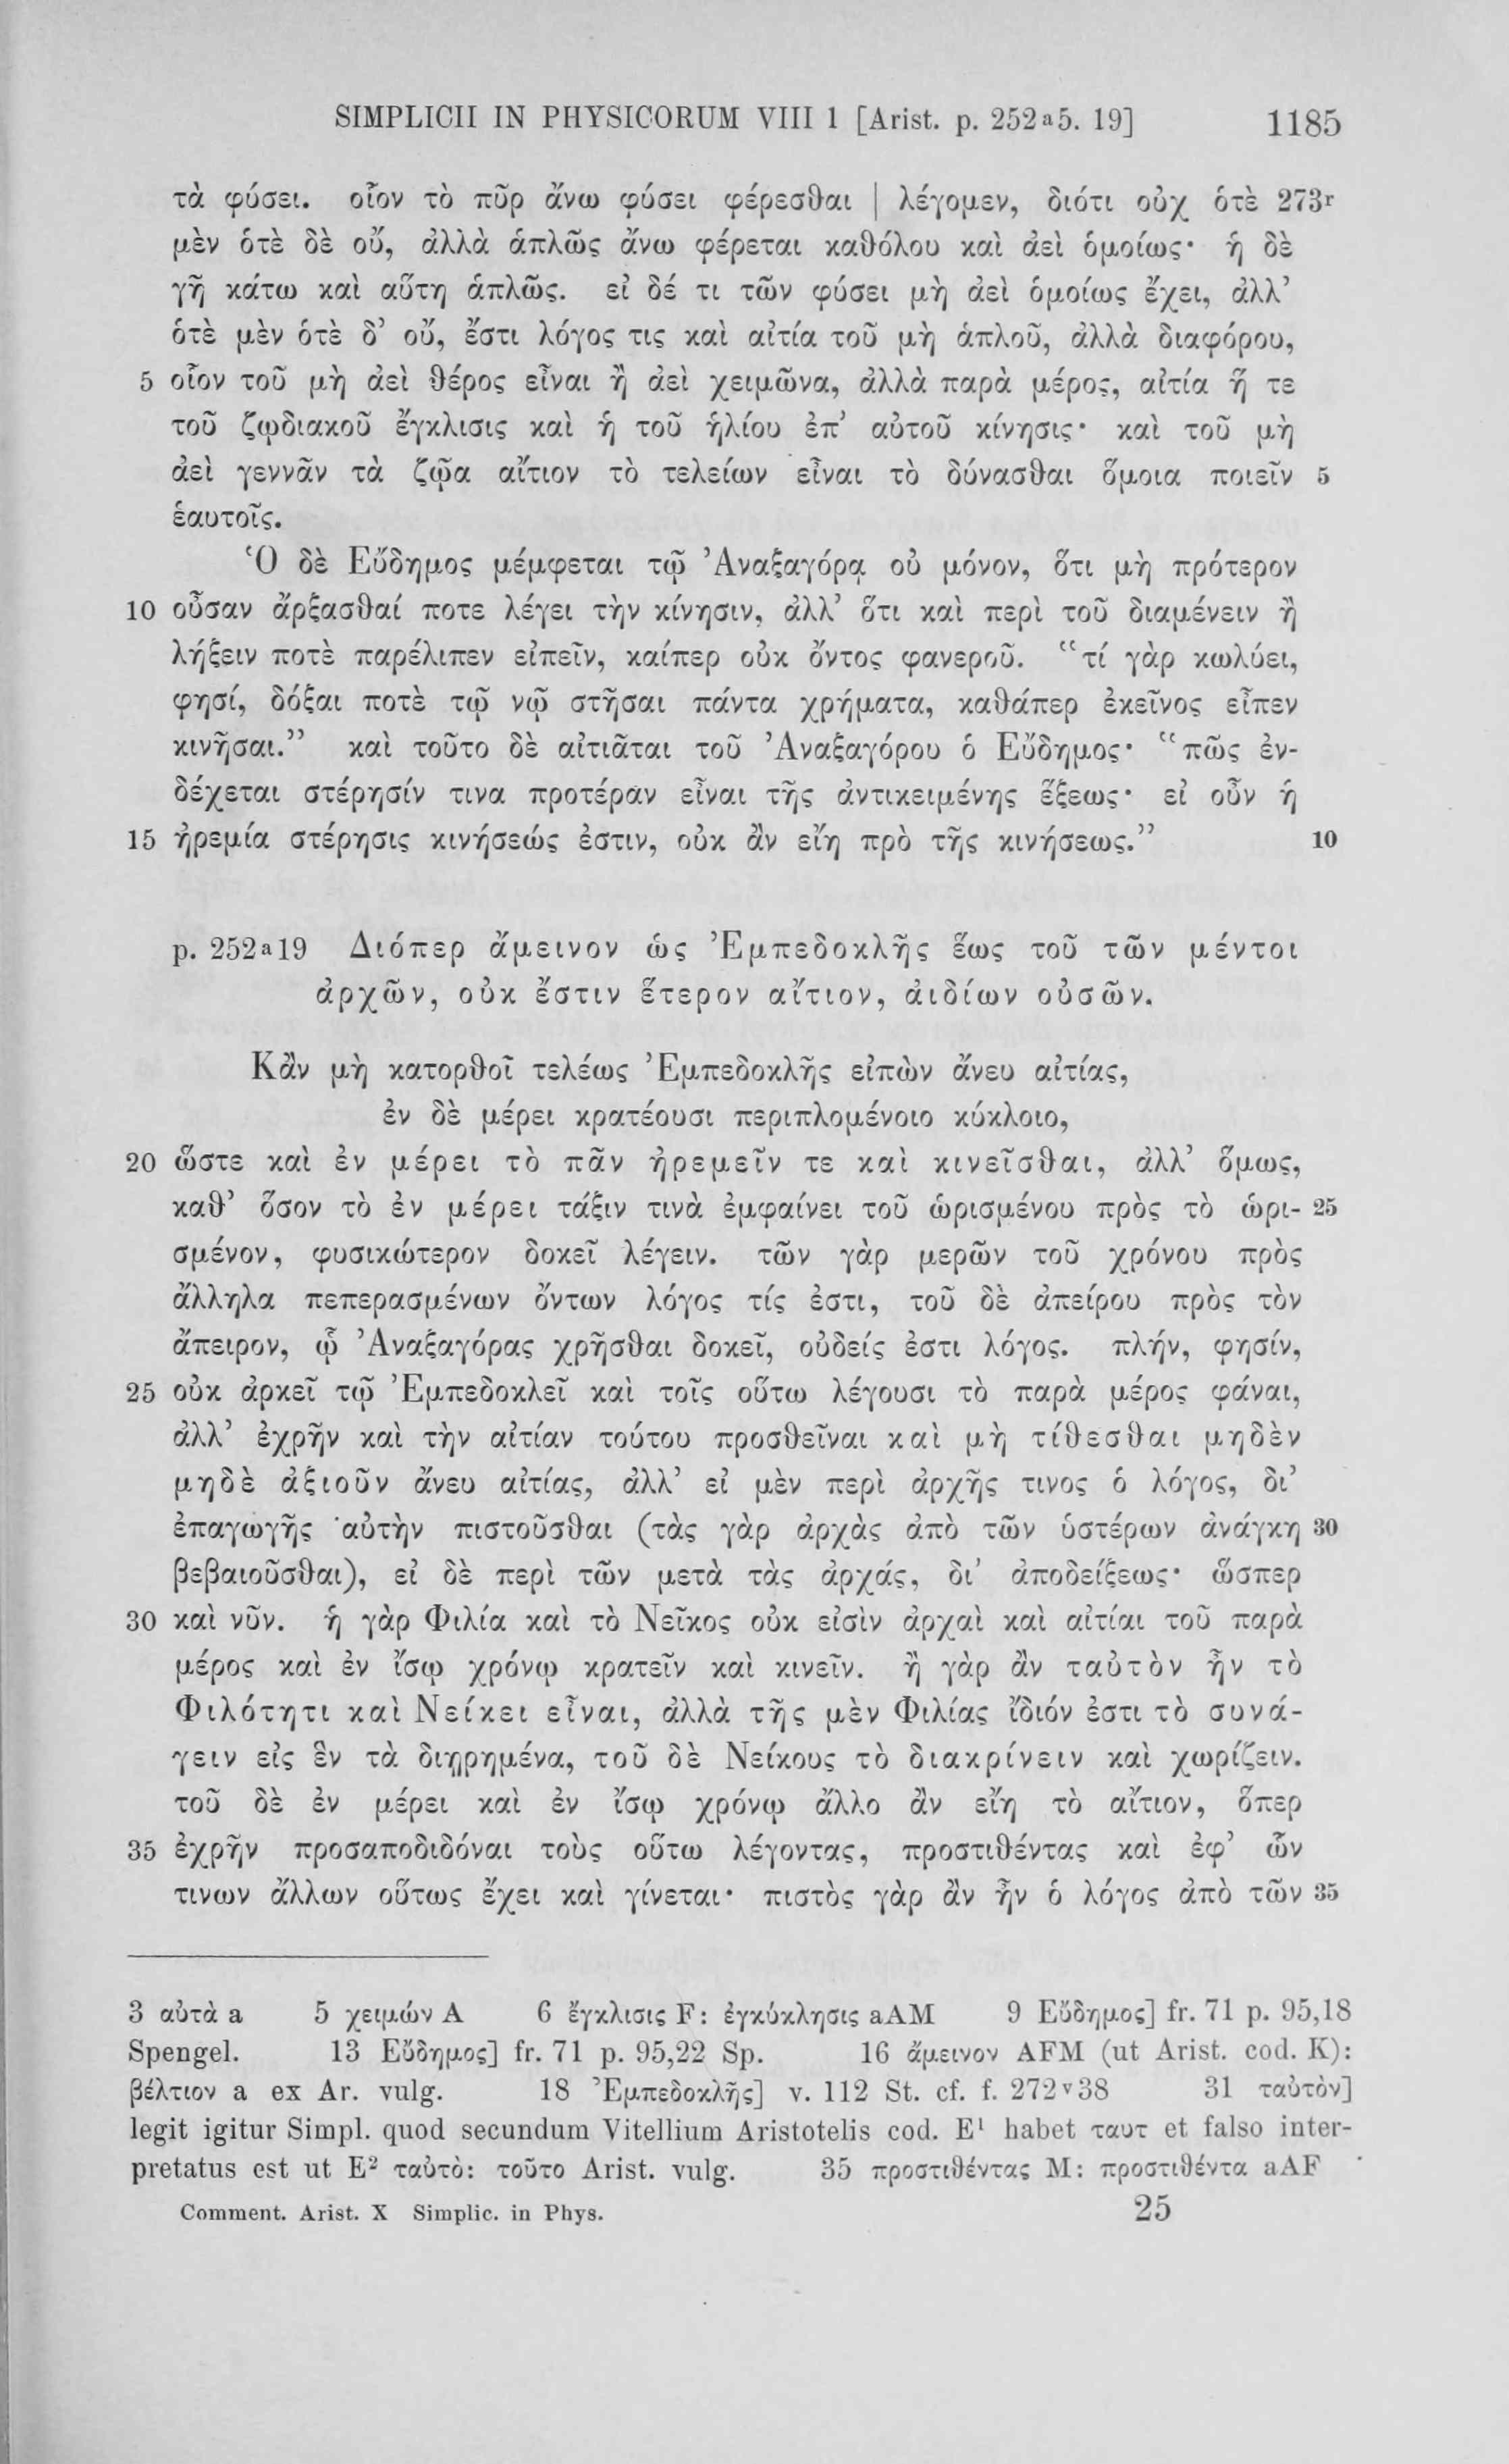 SIMPLICII IN PHYSICORUM VIII 1 [Arist. p. 252a5. 19] 1185
τὰ φύσει. οἷον τὸ πῦρ ἄνω φύσει φέρεσθαι | λέγομεν, διότι οὐχ ὁτὲ 273r
μὲν ὁτὲ δὲ οὔ, ἀλλὰ ἁπλῶς ἄνω φέρεται καθόλου καὶ ἀεὶ ὁμοίως· ἡ δὲ
γῆ κάτω καὶ αὕτη ἁπλῶς. εἰ δέ τι τῶν φύσει μὴ ἀεὶ ὁμοίως ἔχει, ἀλλ’
ὁτὲ μὲν ὁτὲ δ’ οὔ, ἔστι λόγος τις καὶ αἰτία τοῦ μὴ ἁπλοῦ, ἀλλὰ διαφόρου,
5 οἷον τοῦ μὴ ἀεὶ θέρος εἶναι ἢ ἀεὶ χειμῶνα, ἀλλὰ παρὰ μέρος, αἰτία ἥ τε
τοῦ ζῳδιακοῦ ἔγκλισις καὶ ἡ τοῦ ἡλίου ἐπ’ αὐτοῦ κίνησις· καὶ τοῦ μὴ
ἀεὶ γεννᾶν τὰ ζῷα αἴτιον τὸ τελείων εἶναι τὸ δύνασθαι ὅμοια ποιεῖν 5
ἑαυτοῖς.
Ὁ δὲ Εὔδημος μέμφεται τῷ Ἀναξαγόρᾳ οὐ μόνον, ὅτι μὴ πρότερον
10 οὖσαν ἄρξασθαί ποτε λέγει τὴν κίνησιν, ἀλλ’ ὅτι καὶ περὶ τοῦ διαμένειν ἢ
λήξειν ποτὲ παρέλιπεν εἰπεῖν, καίπερ οὐκ ὄντος φανεροῦ. “τί γὰρ κωλύει,
φησί, δόξαι ποτὲ τῷ νῷ στῆσαι πάντα χρήματα, καθάπερ ἐκεῖνος εἶπεν
κινῆσαι.” καὶ τοῦτο δὲ αἰτιᾶται τοῦ Ἀναξαγόρου ὁ Εὔδημος· “πῶς ἐν-
δέχεται στέρησίν τινα προτέραν εἶναι τῆς ἀντικειμένης ἕξεως· εἰ οὖν ἡ
15 ἠρεμία στέρησις κινήσεώς ἐστιν, οὐκ ἂν εἴη πρὸ τῆς κινήσεως.” 10
p. 252a19 Διόπερ ἄμεινον ὡς Ἐμπεδοκλῆς ἕως τοῦ τῶν μέντοι
ἀρχῶν, οὐκ ἔστιν ἕτερον αἴτιον, ἀιδίων οὐσῶν.
Κἂν μὴ κατορθοῖ τελέως Ἐμπεδοκλῆς εἰπὼν ἄνευ αἰτίας,
ἐν δὲ μέρει κρατέουσι περιπλομένοιο κύκλοιο,
20 ὥστε καὶ ἐν μέρει τὸ πᾶν ἠρεμεῖν τε καὶ κινεῖσθαι, ἀλλ’ ὅμως,
καθ’ ὅσον τὸ ἐν μέρει τάξιν τινὰ ἐμφαίνει τοῦ ὡρισμένου πρὸς τὸ ὡρι- 25
σμένον, φυσικώτερον δοκεῖ λέγειν. τῶν γὰρ μερῶν τοῦ χρόνου πρὸς
ἄλληλα πεπερασμένων ὄντων λόγος τίς ἐστι, τοῦ δὲ ἀπείρου πρὸς τὸν
ἄπειρον, ᾧ Ἀναξαγόρας χρῆσθαι δοκεῖ, οὐδείς ἐστι λόγος. πλήν, φησίν,
25 οὐκ ἀρκεῖ τῷ Ἐμπεδοκλεῖ καὶ τοῖς οὕτω λέγουσι τὸ παρὰ μέρος φάναι,
ἀλλ’ ἐχρῆν καὶ τὴν αἰτίαν τούτου προσθεῖναι καὶ μὴ τίθεσθαι μηδὲν
μηδὲ ἀξιοῦν ἄνευ αἰτίας, ἀλλ’ εἰ μὲν περὶ ἀρχῆς τινος ὁ λόγος, δι’
ἐπαγωγῆς αὐτὴν πιστοῦσθαι (τὰς γὰρ ἀρχὰς ἀπὸ τῶν ὑστέρων ἀνάγκη 30
βεβαιοῦσθαι), εἰ δὲ περὶ τῶν μετὰ τὰς ἀρχάς, δι’ ἀποδείξεως· ὥσπερ
30 καὶ νῦν. ἡ γὰρ Φιλία καὶ τὸ Νεῖκος οὐκ εἰσὶν ἀρχαὶ καὶ αἰτίαι τοῦ παρὰ
μέρος καὶ ἐν ἴσῳ χρόνῳ κρατεῖν καὶ κινεῖν. ἢ γὰρ ἂν ταὐτὸν ἦν τὸ
Φιλότητι καὶ Νείκει εἶναι, ἀλλὰ τῆς μὲν Φιλίας ἴδιόν ἐστι τὸ συνά-
γειν εἰς ἓν τὰ διῃρημένα, τοῦ δὲ Νείκους τὸ διακρίνειν καὶ χωρίζειν.
τοῦ δὲ ἐν μέρει καὶ ἐν ἴσῳ χρόνῳ ἄλλο ἂν εἴη τὸ αἴτιον, ὅπερ
35 ἐχρῆν προσαποδιδόναι τοὺς οὕτω λέγοντας, προστιθέντας καὶ ἐφ’ ὧν
τινων ἄλλων οὕτως ἔχει καὶ γίνεται· πιστὸς γὰρ ἂν ἦν ὁ λόγος ἀπὸ τῶν 35
3 αὐτὰ a 5 χειμών A 6 ἔγκλισις F: ἐγκύκλησις aAM 9 Εὔδημος] fr. 71 p. 95,18
Spengel. 13 Εὔδημος] fr. 71 p. 95,22 Sp. 16 ἄμεινον AFM (ut Arist. cod. K):
βέλτιον a ex Ar. vulg. 18 Ἐμπεδοκλῆς] v. 112 St. cf. f. 272v38 31 ταὐτὸν]
legit igitur Simpl. quod secundum Vitellium Aristotelis cod. E1 habet ταυτ et falso inter-
pretatus est ut E2 ταὐτὸ: τοῦτο Arist. vulg. 35 προστιθέντας M: προστιθέντα aAF
Comment. Arist. X Simplic. in Phys. 25